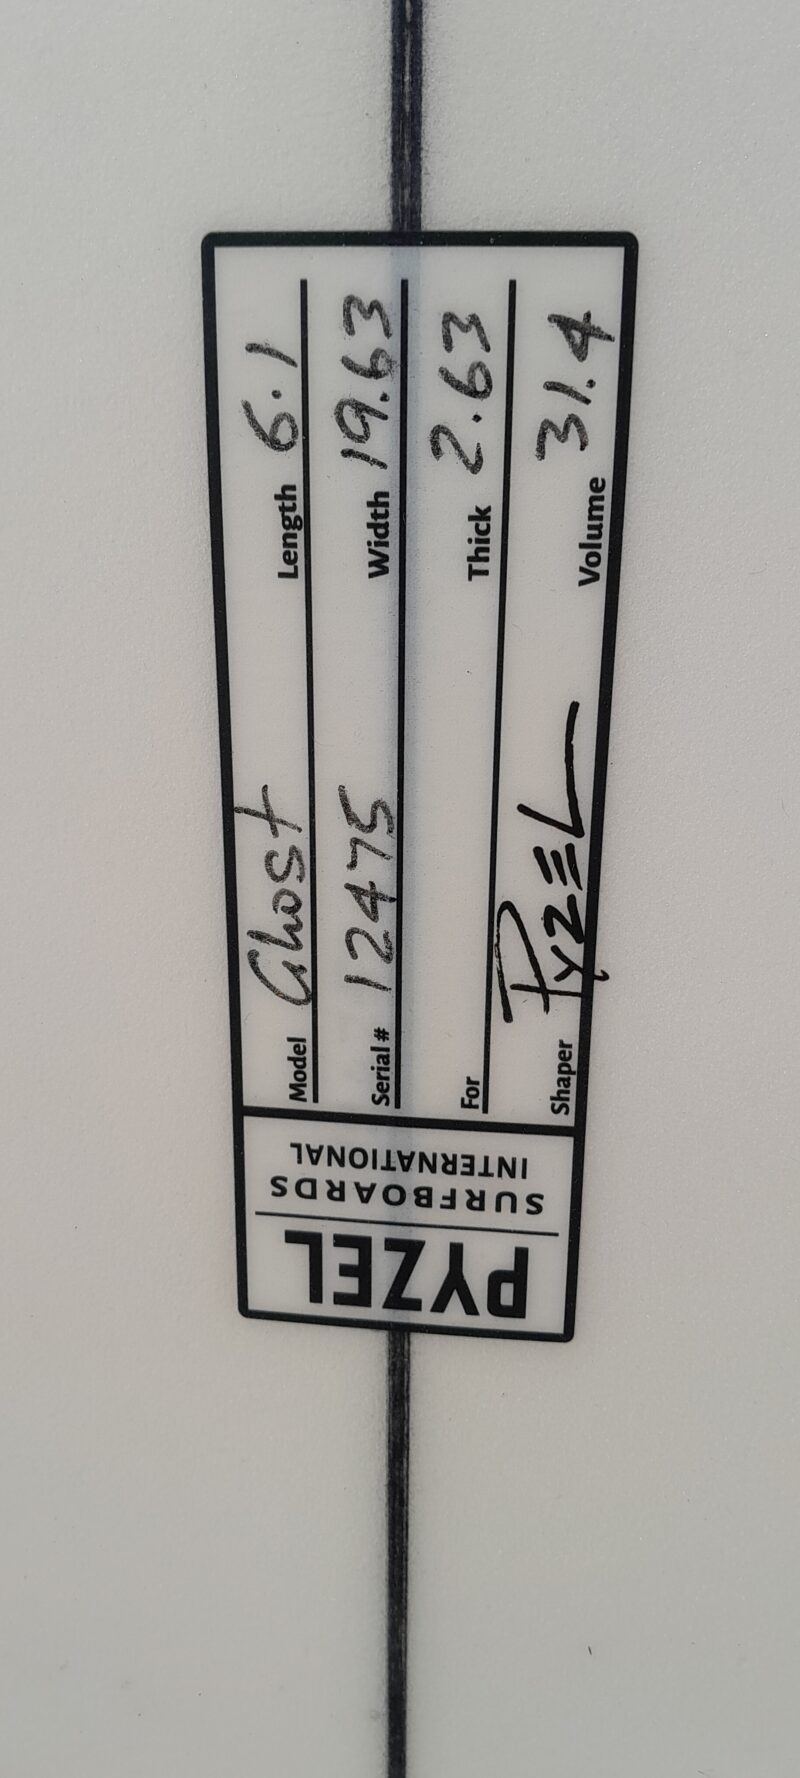 PYZEL
SURFBOARDS
INTERNATIONAL
Model Ghost Length 6.1
Serial # 12475 Width 19.63
For Thick 2.63
Shaper PYZEL Volume 31.4